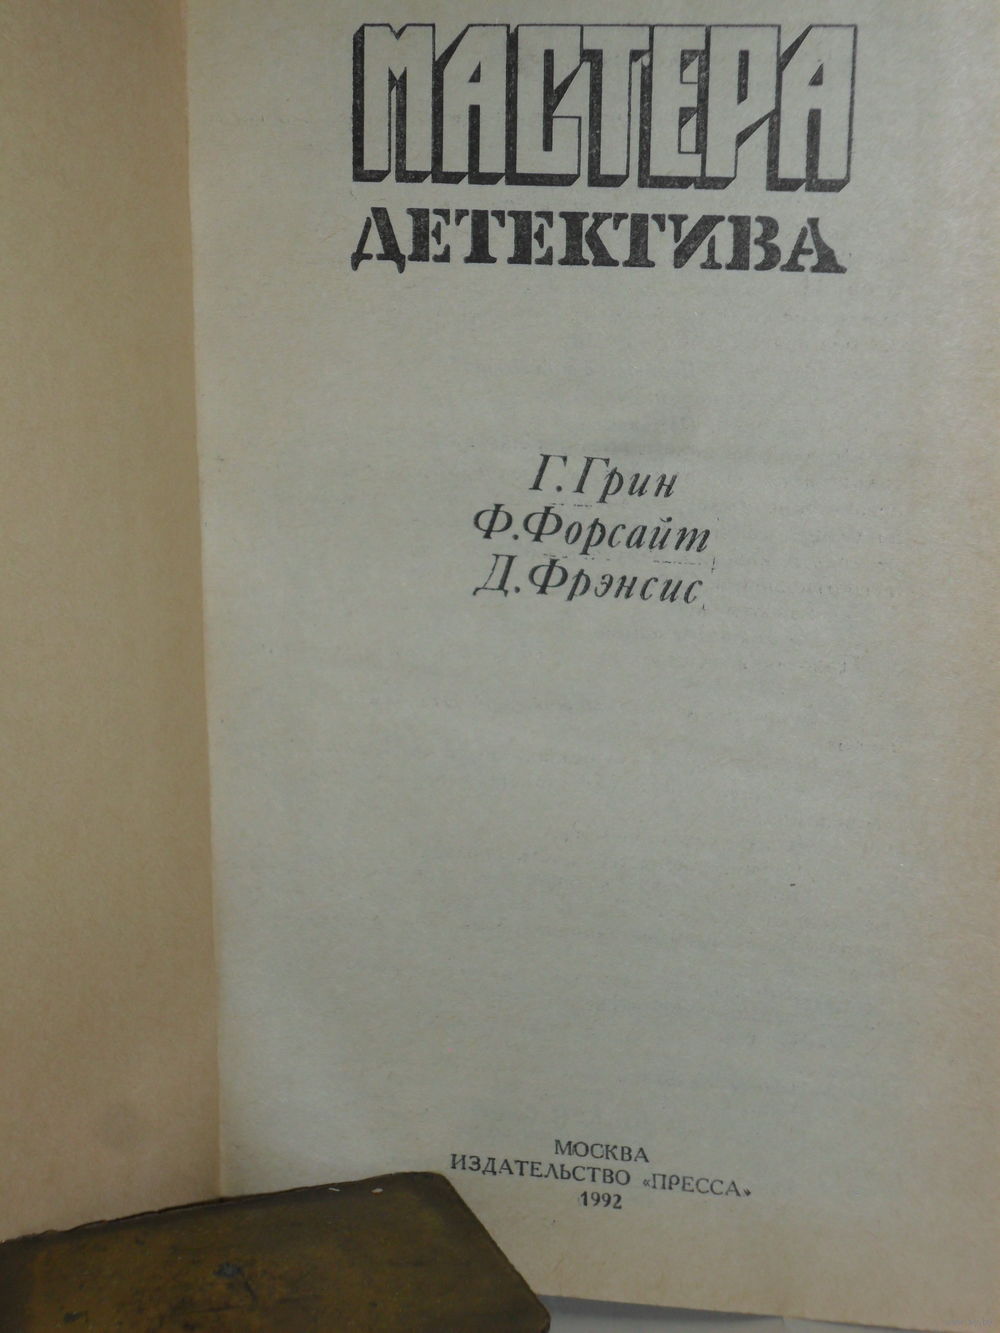 МАСТЕРА
ДЕТЕКТИВА
Г.Грин
Ф.Форсайт
Д.Фрэнсис
МОСКВА
ИЗДАТЕЛЬСТВО «ПРЕССА»
1992